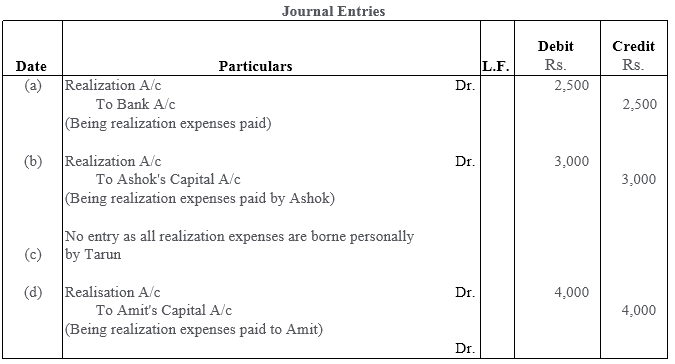 Journal Entries
Date Particulars L.F. Debit Rs. Credit Rs.
(a) Realization A/c Dr. 2,500
To Bank A/c 2,500
(Being realization expenses paid)
(b) Realization A/c Dr. 3,000
To Ashok's Capital A/c 3,000
(Being realization expenses paid by Ashok)
No entry as all realization expenses are borne personally
(c) by Tarun
(d) Realisation A/c Dr. 4,000
To Amit's Capital A/c 4,000
(Being realization expenses paid to Amit)
Dr.